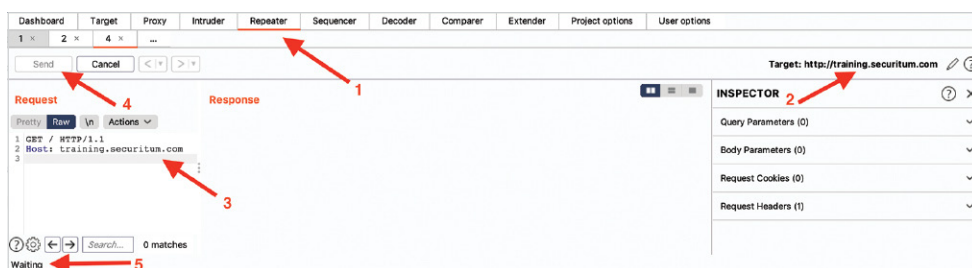 Dashboard Target Proxy Intruder Repeater Sequencer Decoder Comparer Extender Project options User options
1 × 2 × 4 × ...
Send Cancel < > Target: http://training.securitum.com
1
2
4
Request Response INSPECTOR
Pretty Raw \n Actions
Query Parameters (0)
1 GET / HTTP/1.1
2 Host: training.securitum.com
3
Body Parameters (0)
Request Cookies (0)
3
Request Headers (1)
Search... 0 matches
Waiting
5